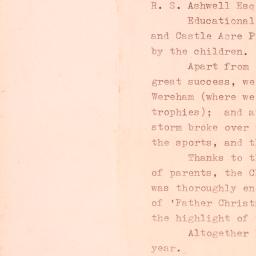 R. S. Ashwell Esq
Educational
and Castle Acre P
by the children.
Apart from
great success, we
Wereham (where we
trophies); and a
storm broke over
the sports, and t
Thanks to t
of parents, the C
was thoroughly en
of 'Father Christ
the highlight of
Altogether
year.